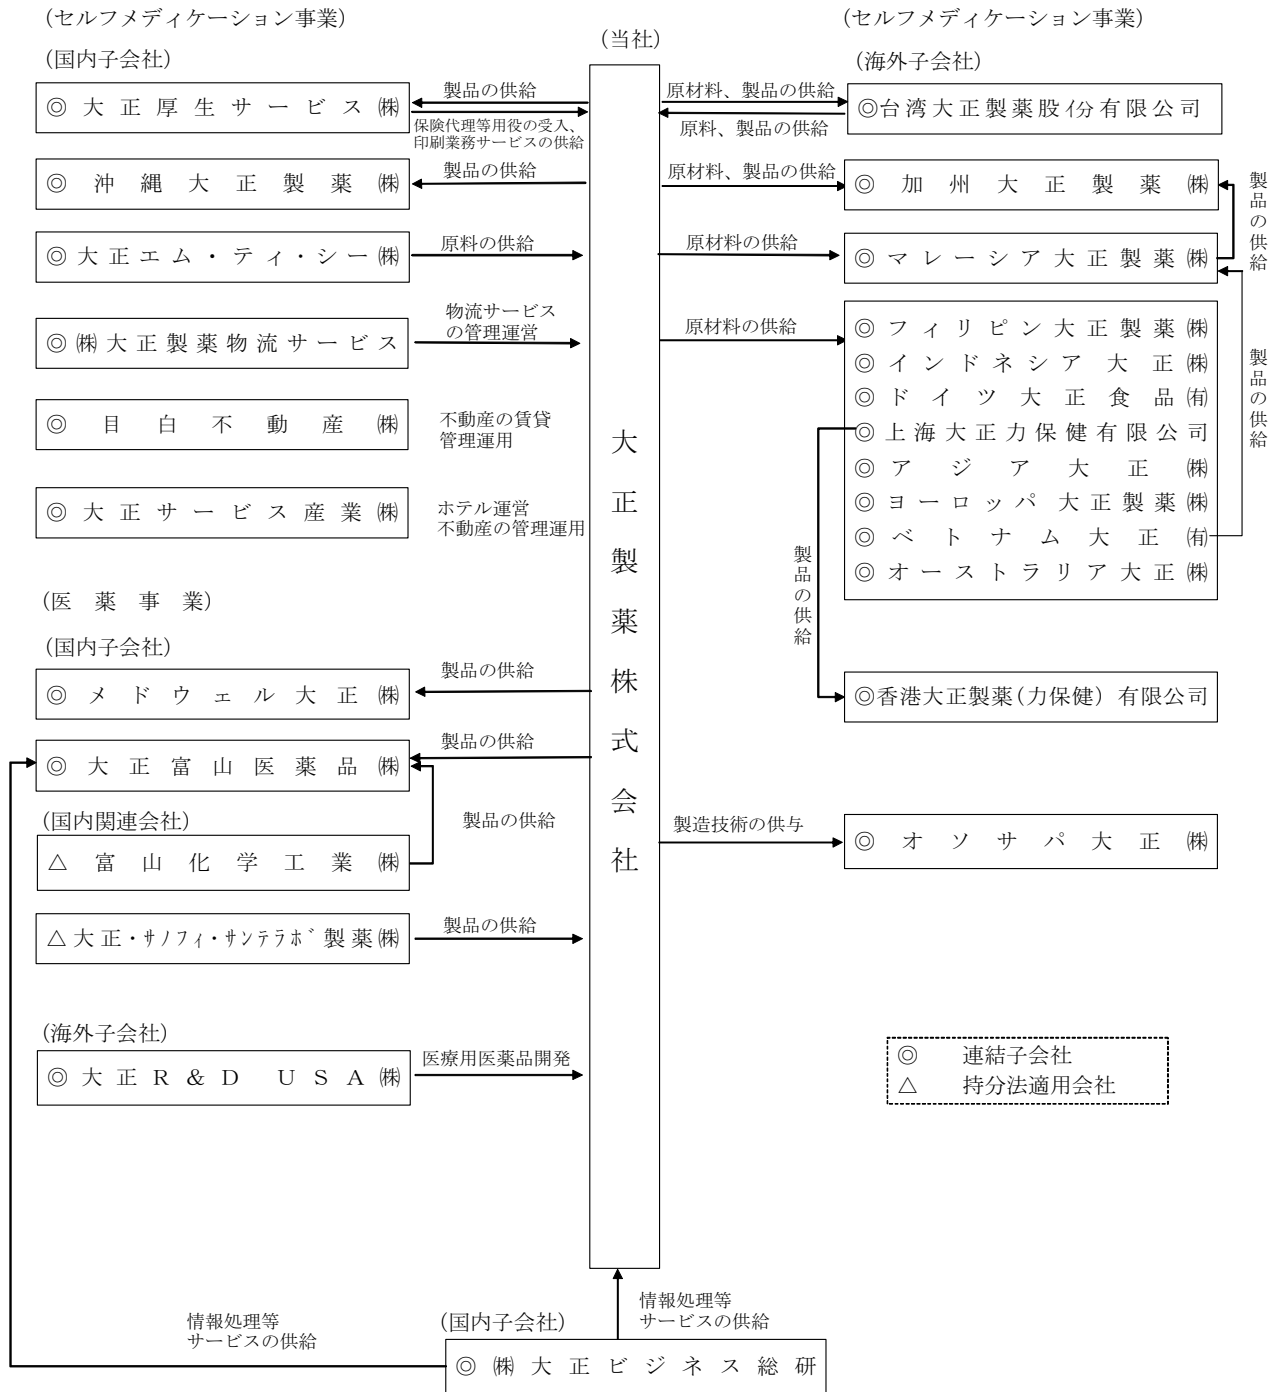 (セルフメディケーション事業)
(国内子会社)
◎ 大正厚生サービス㈱
製品の供給
保険代理等用役の受入、
印刷業務サービスの供給
◎ 沖縄大正製薬㈱
製品の供給
◎ 大正エム・ティ・シー㈱
原料の供給
◎ ㈱大正製薬物流サービス
物流サービス
の管理運営
◎ 目白不動産㈱
不動産の賃貸
管理運用
◎ 大正サービス産業㈱
ホテル運営
不動産の管理運用
(医薬事業)
(国内子会社)
◎ メドウェル大正㈱
製品の供給
◎ 大正富山医薬品㈱
製品の供給
(国内関連会社)
△ 富山化学工業㈱
製品の供給
△ 大正・サノフィ・サンテラボ製薬㈱
製品の供給
(海外子会社)
◎ 大正R&D USA㈱
医療用医薬品開発
(当社)
大正製薬株式会社
(セルフメディケーション事業)
(海外子会社)
原材料、製品の供給
◎台湾大正製薬股份有限公司
原料、製品の供給
原材料、製品の供給
◎ 加州大正製薬㈱
製品の供給
原材料の供給
◎ マレーシア大正製薬㈱
原材料の供給
◎ フィリピン大正製薬㈱
◎ インドネシア大正㈱
◎ ドイツ大正食品㈲
◎ 上海大正力保健有限公司
◎ アジア大正㈱
◎ ヨーロッパ大正製薬㈱
◎ ベトナム大正㈲
◎ オーストラリア大正㈱
製品の供給
製品の供給
◎香港大正製薬(力保健)有限公司
製造技術の供与
◎ オソサパ大正㈱
◎ 連結子会社
△ 持分法適用会社
情報処理等
サービスの供給
(国内子会社)
情報処理等
サービスの供給
◎ ㈱大正ビジネス総研